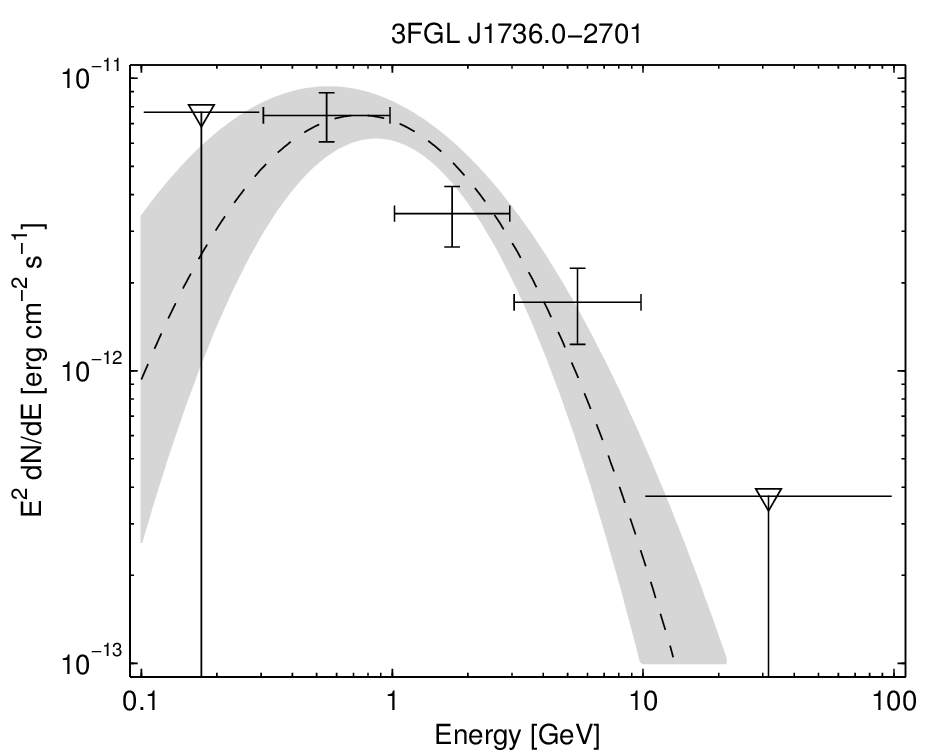 3FGL J1736.0−2701
10⁻¹¹
10⁻¹²
10⁻¹³
E² dN/dE [erg cm⁻² s⁻¹]
0.1 1 10 100
Energy [GeV]